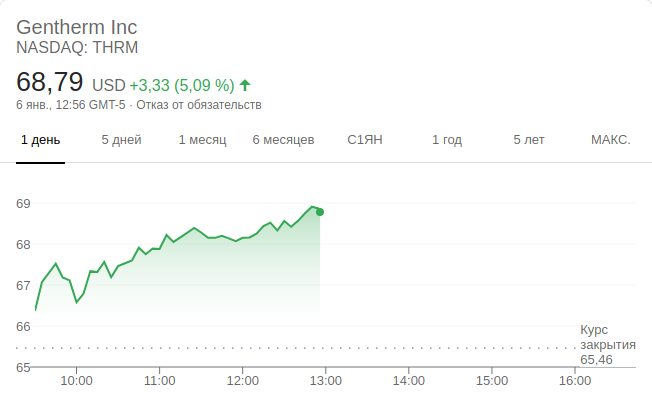 Gentherm Inc
NASDAQ: THRM
68,79 USD +3,33 (5,09 %)
6 янв., 12:56 GMT-5 · Отказ от обязательств
1 день 5 дней 1 месяц 6 месяцев С1ЯН 1 год 5 лет МАКС.
69
68
67
66
Курс
закрытия
65,46
65
10:00 11:00 12:00 13:00 14:00 15:00 16:00